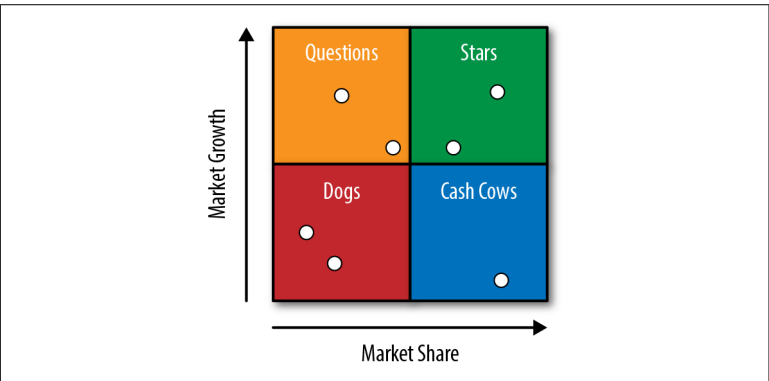 Questions
Stars
Market Growth
Dogs
Cash Cows
Market Share